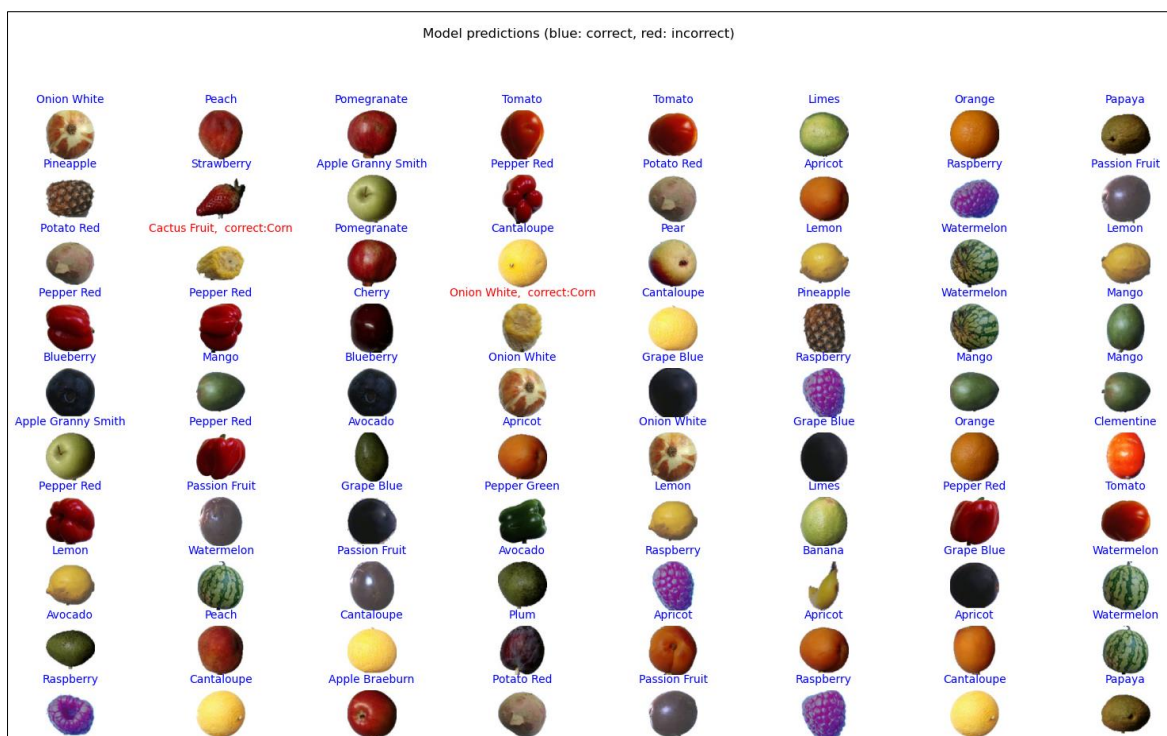 Model predictions (blue: correct, red: incorrect)
Onion White Peach Pomegranate Tomato Tomato Limes Orange Papaya
Pineapple Strawberry Apple Granny Smith Pepper Red Potato Red Apricot Raspberry Passion Fruit
Potato Red Cactus Fruit, correct:Corn Pomegranate Cantaloupe Pear Lemon Watermelon Lemon
Pepper Red Pepper Red Cherry Onion White, correct:Corn Cantaloupe Pineapple Watermelon Mango
Blueberry Mango Blueberry Onion White Grape Blue Raspberry Mango Mango
Apple Granny Smith Pepper Red Avocado Apricot Onion White Grape Blue Orange Clementine
Pepper Red Passion Fruit Grape Blue Pepper Green Lemon Limes Pepper Red Tomato
Lemon Watermelon Passion Fruit Avocado Raspberry Banana Grape Blue Watermelon
Avocado Peach Cantaloupe Plum Apricot Apricot Apricot Watermelon
Raspberry Cantaloupe Apple Braeburn Potato Red Passion Fruit Raspberry Cantaloupe Papaya